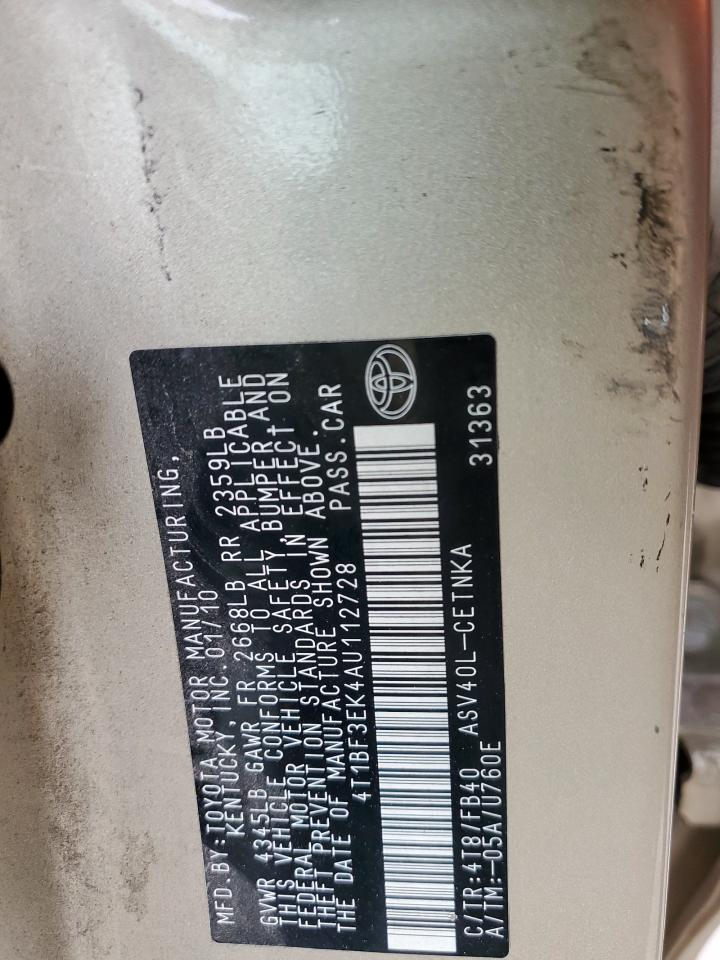 MFD.BY:TOYOTA MOTOR MANUFACTURING,
KENTUCKY, INC. 01/10
GVWR 4345LB GAWR FR 2668LB RR 2359LB
THIS VEHICLE CONFORMS TO ALL APPLICABLE
FEDERAL MOTOR VEHICLE SAFETY,BUMPER,AND
THEFT PREVENTION STANDARDS IN EFFECT ON
THE DATE OF MANUFACTURE SHOWN ABOVE.
4T1BF3EK4AU112728 PASS.CAR
C/TR:4T8/FB40 ASV40L-CETNKA 31363
A/TM:-05A/U760E